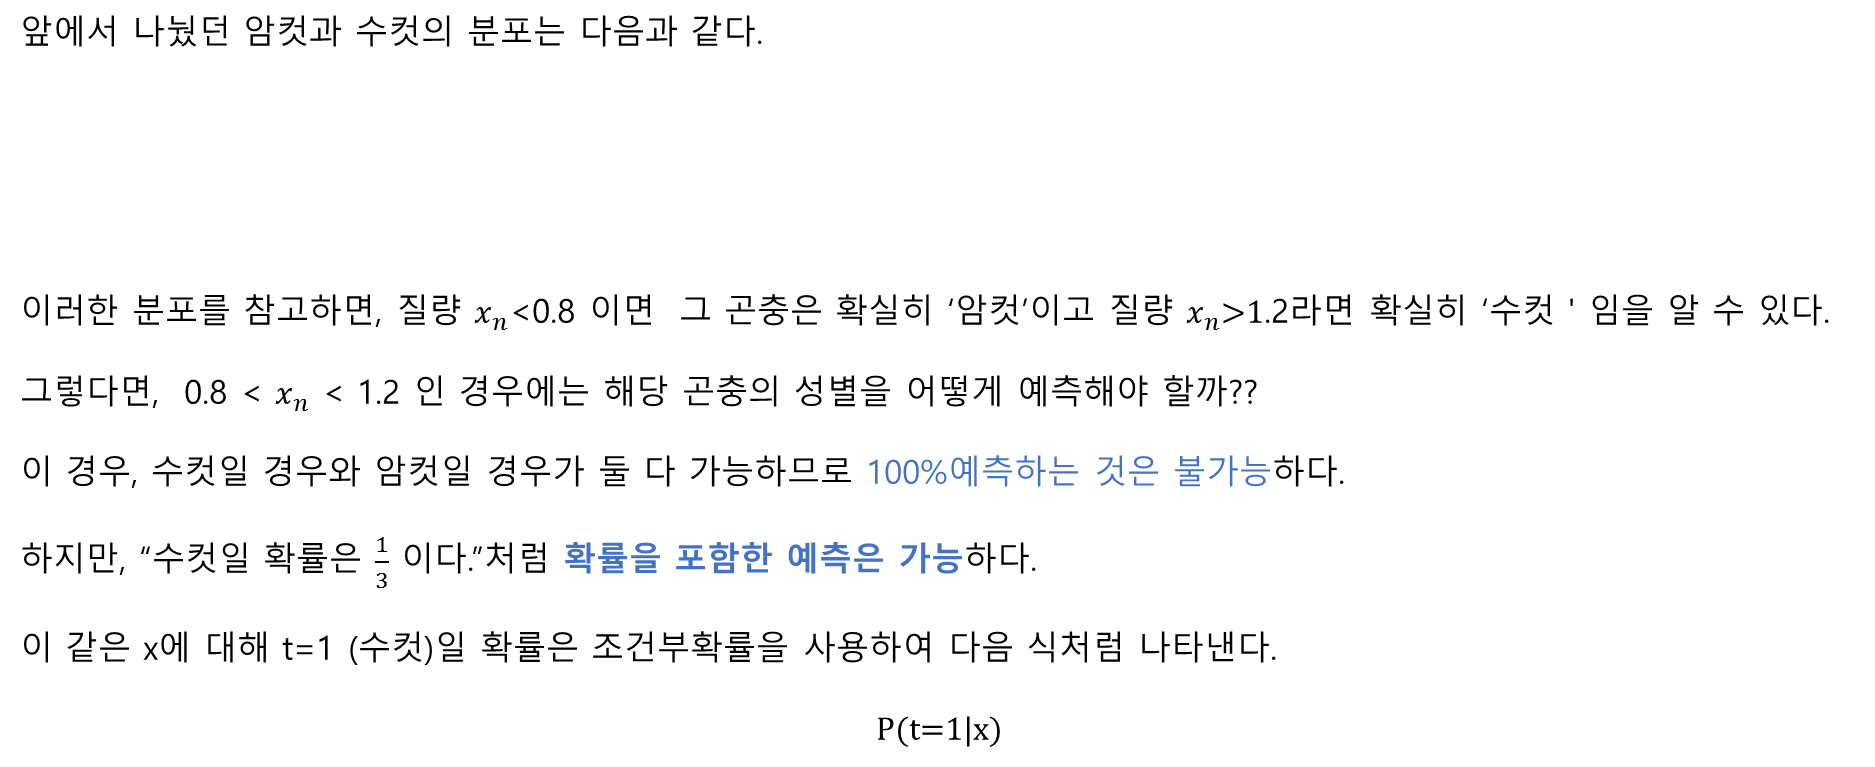 앞에서 나눴던 암컷과 수컷의 분포는 다음과 같다.
이러한 분포를 참고하면, 질량 xₙ<0.8 이면 그 곤충은 확실히 ‘암컷’이고 질량 xₙ>1.2라면 확실히 ‘수컷 ' 임을 알 수 있다.
그렇다면, 0.8 < xₙ < 1.2 인 경우에는 해당 곤충의 성별을 어떻게 예측해야 할까??
이 경우, 수컷일 경우와 암컷일 경우가 둘 다 가능하므로 100%예측하는 것은 불가능하다.
하지만, “수컷일 확률은 1/3 이다.”처럼 확률을 포함한 예측은 가능하다.
이 같은 x에 대해 t=1 (수컷)일 확률은 조건부확률을 사용하여 다음 식처럼 나타낸다.
P(t=1|x)